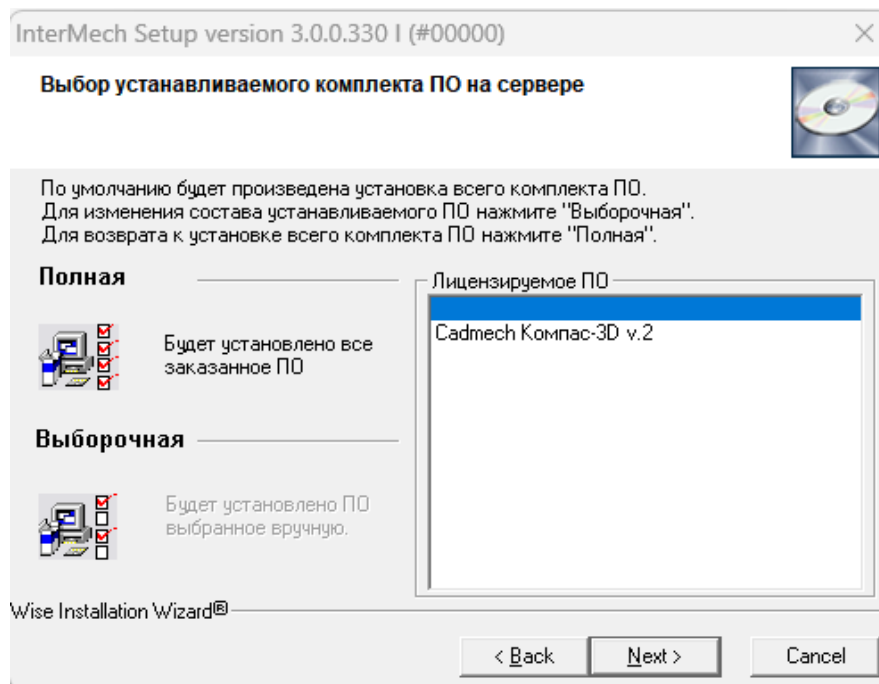 InterMech Setup version 3.0.0.330 I (#00000)
Выбор устанавливаемого комплекта ПО на сервере
По умолчанию будет произведена установка всего комплекта ПО.
Для изменения состава устанавливаемого ПО нажмите "Выборочная".
Для возврата к установке всего комплекта ПО нажмите "Полная".
Полная
Будет установлено все
заказанное ПО
Выборочная
Будет установлено ПО
выбранное вручную.
Лицензируемое ПО
Cadmech Компас-3D v.2
Wise Installation Wizard®
< Back
Next >
Cancel